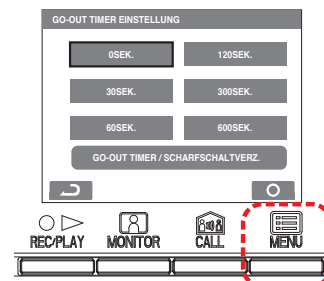 GO-OUT TIMER EINSTELLUNG
0SEK. 120SEK.
30SEK. 300SEK.
60SEK. 600SEK.
GO-OUT TIMER / SCHARFSCHALTVERZ.
REC/PLAY MONITOR CALL MENU